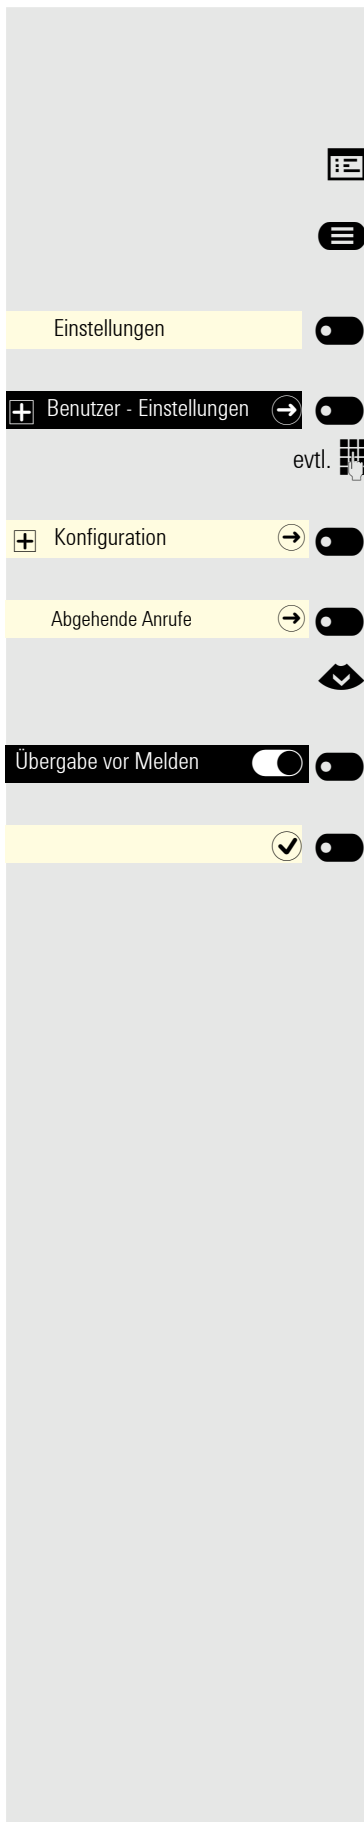 Einstellungen
Benutzer - Einstellungen
evtl.
Konfiguration
Abgehende Anrufe
Übergabe vor Melden